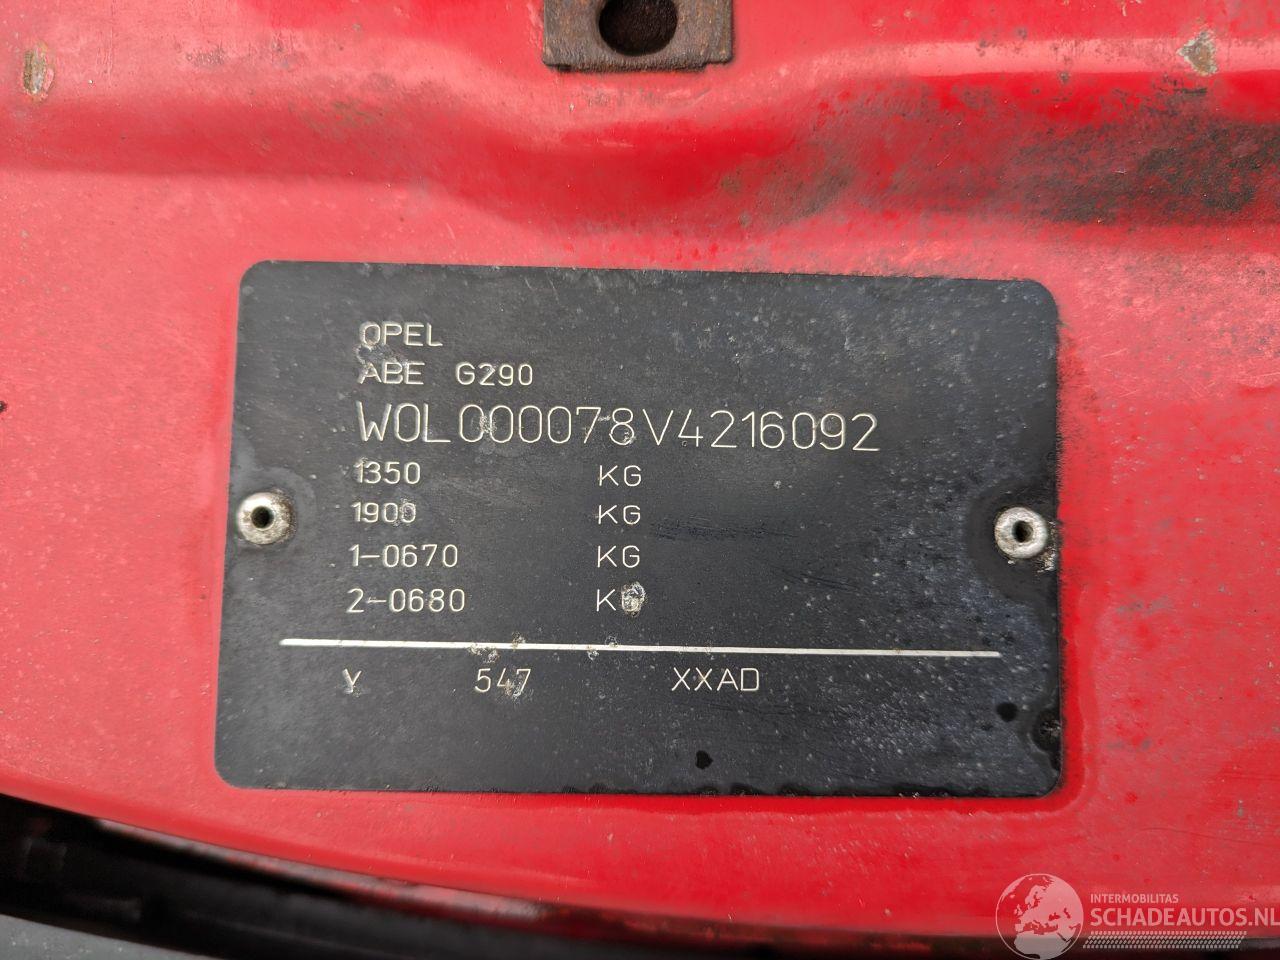 OPEL
ABE G290
W0L000078V4216092
1350 KG
1900 KG
1-0670 KG
2-0680 KG
Y 547 XXAD
INTERMOBILITAS
SCHADEAUTOS.NL